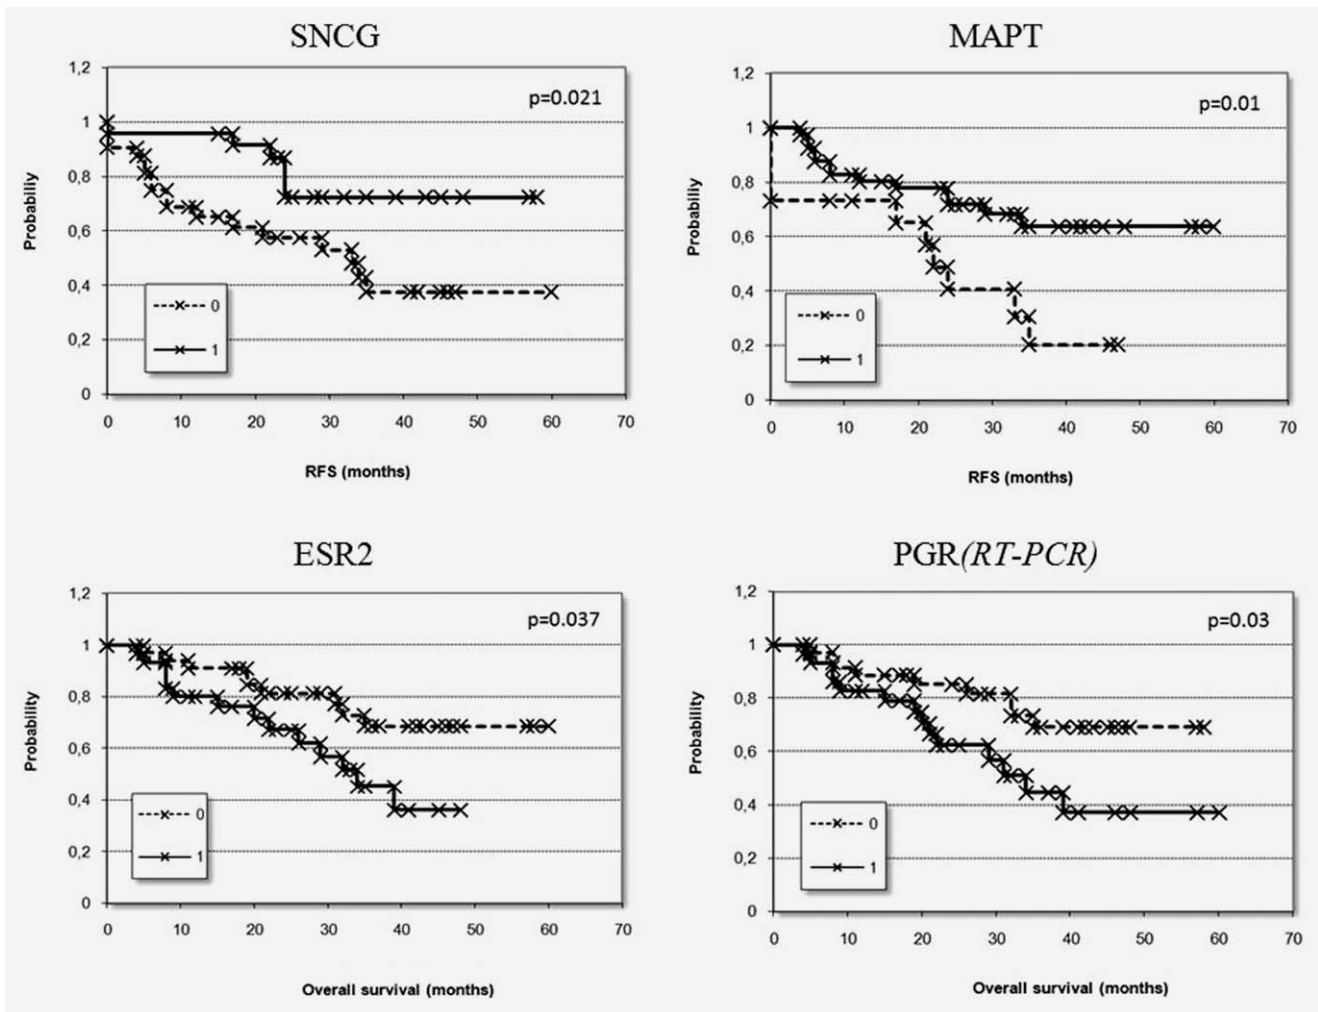 SNCG
1,2
p=0.021
1
0,8
Probabiliy
0,6
0,4
0
0,2
1
0
0 10 20 30 40 50 60 70
RFS (months)
MAPT
1,2
p=0.01
1
0,8
Probabiliy
0,6
0,4
0
0,2
1
0
0 10 20 30 40 50 60
RFS (months)
ESR2
1,2
p=0.037
1
0,8
Probability
0,6
0,4
0
0,2
1
0
0 10 20 30 40 50 60 70
Overall survival (months)
PGR(RT-PCR)
1,2
p=0.03
1
0,8
Probability
0,6
0,4
0
0,2
1
0
0 10 20 30 40 50 60 70
Overall survival (months)